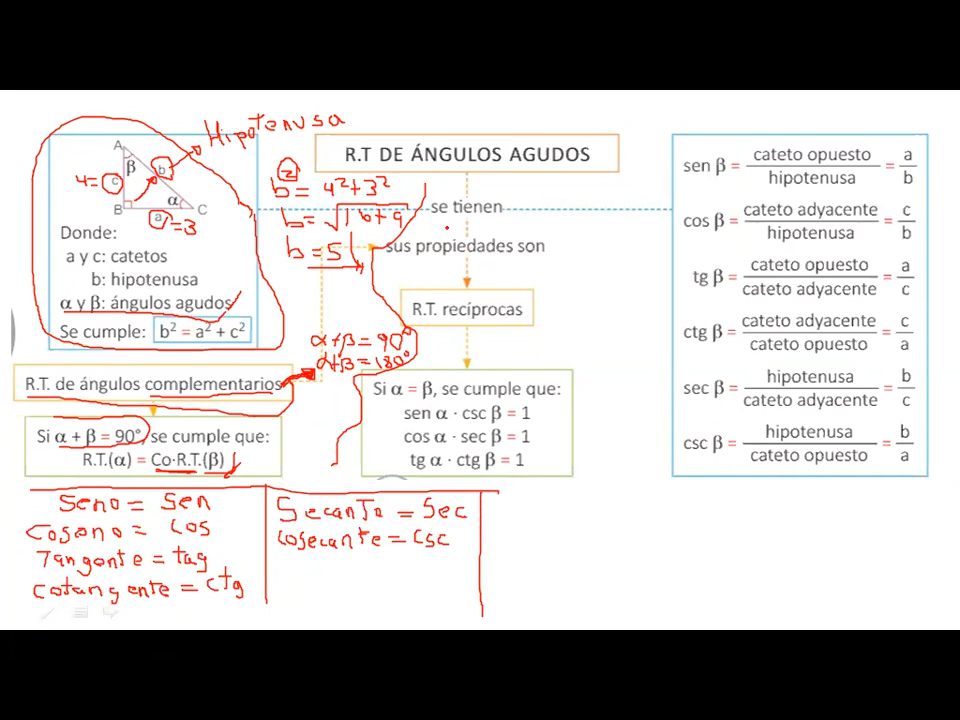 Hipotenusa
A
β
b
4 = c
α
B
a = 3
C
Donde:
a y c: catetos
b: hipotenusa
α y β: ángulos agudos
Se cumple: b² = a² + c²
b² = 4² + 3²
b = √16 + 9
b = 5
R.T DE ÁNGULOS AGUDOS
se tienen
sus propiedades son
R.T. recíprocas
Si α = β, se cumple que:
sen α · csc β = 1
cos α · sec β = 1
tg α · ctg β = 1
α + β = 90°
α + β = 180°
R.T. de ángulos complementarios
Si α + β = 90°, se cumple que:
R.T.(α) = Co·R.T.(β)
Seno = Sen
Coseno = cos
Tangente = tag
cotangente = ctg
Secante = Sec
cosecante = csc
sen β = cateto opuesto / hipotenusa = a / b
cos β = cateto adyacente / hipotenusa = c / b
tg β = cateto opuesto / cateto adyacente = a / c
ctg β = cateto adyacente / cateto opuesto = c / a
sec β = hipotenusa / cateto adyacente = b / c
csc β = hipotenusa / cateto opuesto = b / a